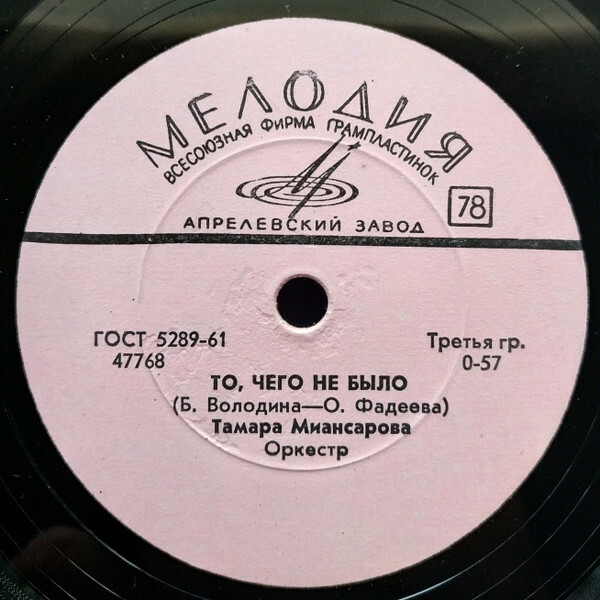 МЕЛОДИЯ
ВСЕСОЮЗНАЯ ФИРМА ГРАМПЛАСТИНОК
78
АПРЕЛЕВСКИЙ ЗАВОД
ГОСТ 5289-61
47768
Третья гр.
0-57
ТО, ЧЕГО НЕ БЫЛО
(Б. Володина—О. Фадеева)
Тамара Миансарова
Оркестр